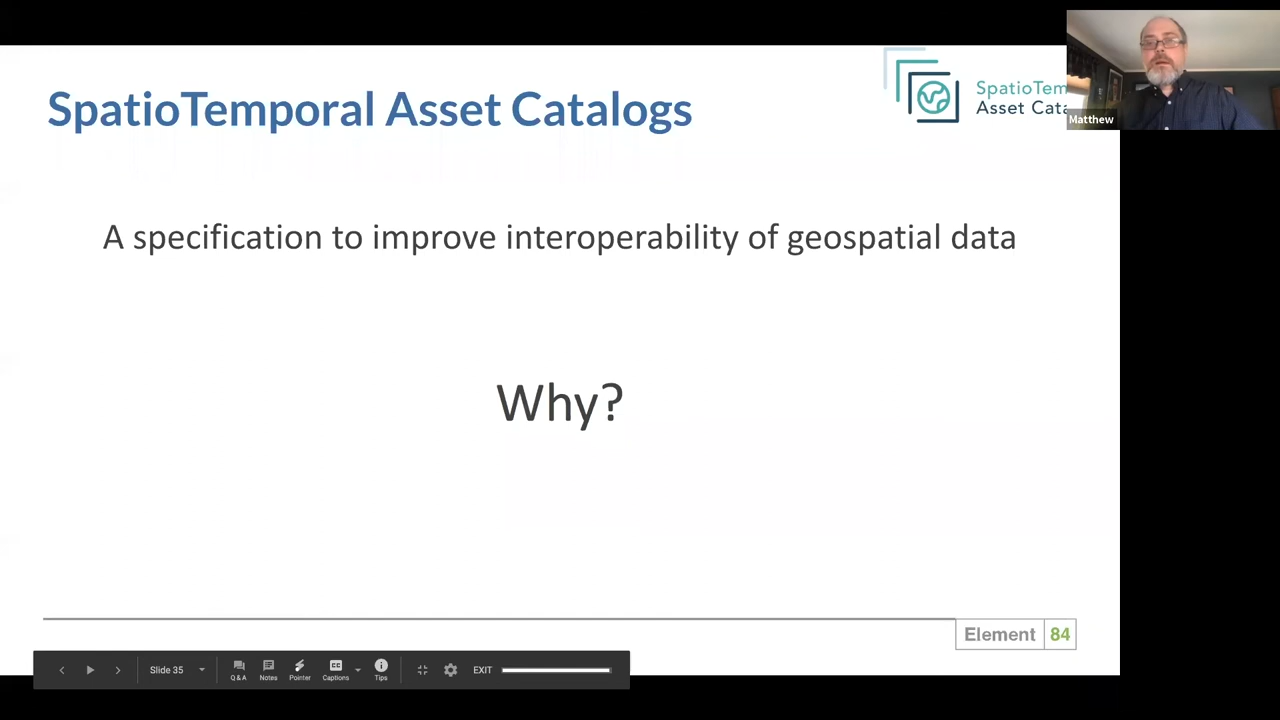 SpatioTemporal Asset Catalogs
SpatioTem
Asset Cata
Matthew
A specification to improve interoperability of geospatial data
Why?
Element 84
Slide 35
Q & A
Notes
Pointer
CC
Captions
Tips
EXIT